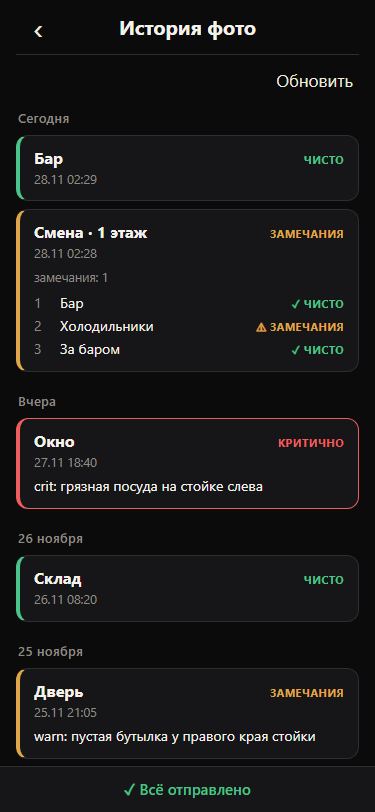 ‹ История фото
Обновить
Сегодня
Бар ЧИСТО
28.11 02:29
Смена · 1 этаж ЗАМЕЧАНИЯ
28.11 02:28
замечания: 1
1 Бар ✓ ЧИСТО
2 Холодильники ⚠ ЗАМЕЧАНИЯ
3 За баром ✓ ЧИСТО
Вчера
Окно КРИТИЧНО
27.11 18:40
crit: грязная посуда на стойке слева
26 ноября
Склад ЧИСТО
26.11 08:20
25 ноября
Дверь ЗАМЕЧАНИЯ
25.11 21:05
warn: пустая бутылка у правого края стойки
✓ Всё отправлено